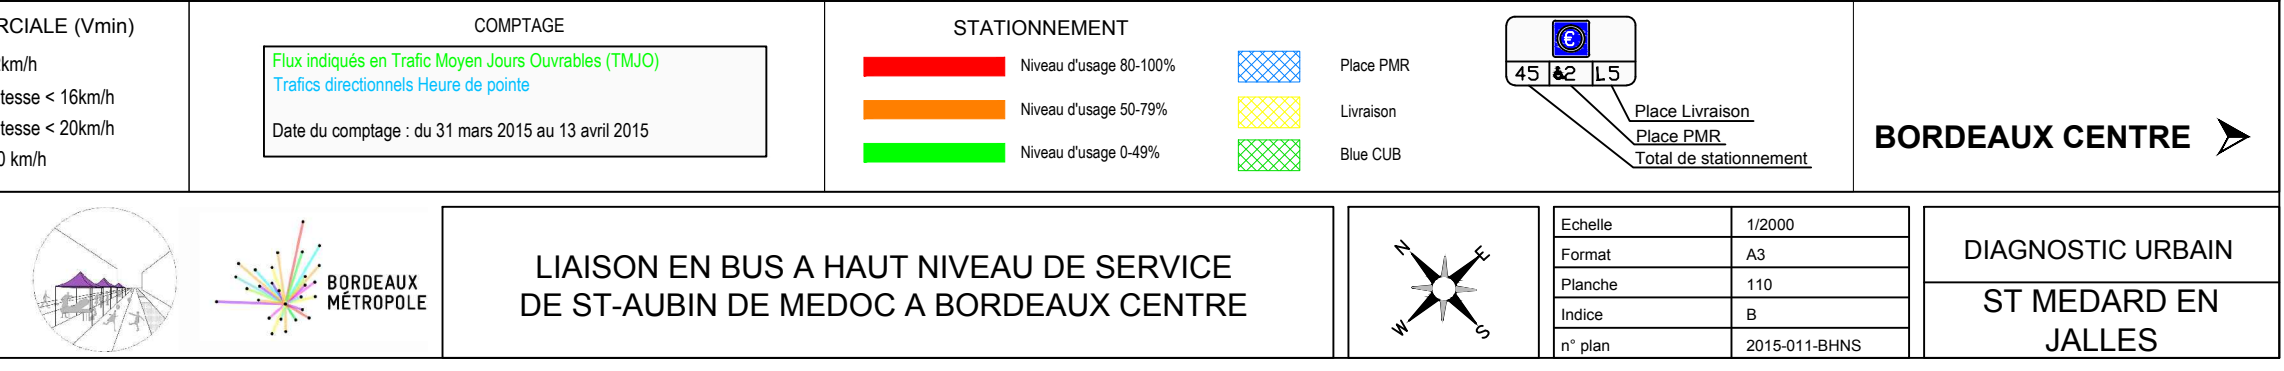 RCIALE (Vmin)
km/h
tesse < 16km/h
tesse < 20km/h
0 km/h
COMPTAGE
Flux indiqués en Trafic Moyen Jours Ouvrables (TMJO)
Trafics directionnels Heure de pointe
Date du comptage : du 31 mars 2015 au 13 avril 2015
STATIONNEMENT
Niveau d'usage 80-100%
Niveau d'usage 50-79%
Niveau d'usage 0-49%
Place PMR
Livraison
Blue CUB
€
45 2 L5
Place Livraison
Place PMR
Total de stationnement
BORDEAUX CENTRE
BORDEAUX
MÉTROPOLE
LIAISON EN BUS A HAUT NIVEAU DE SERVICE
DE ST-AUBIN DE MEDOC A BORDEAUX CENTRE
N
E
W
S
Echelle 1/2000
Format A3
Planche 110
Indice B
n° plan 2015-011-BHNS
DIAGNOSTIC URBAIN
ST MEDARD EN
JALLES